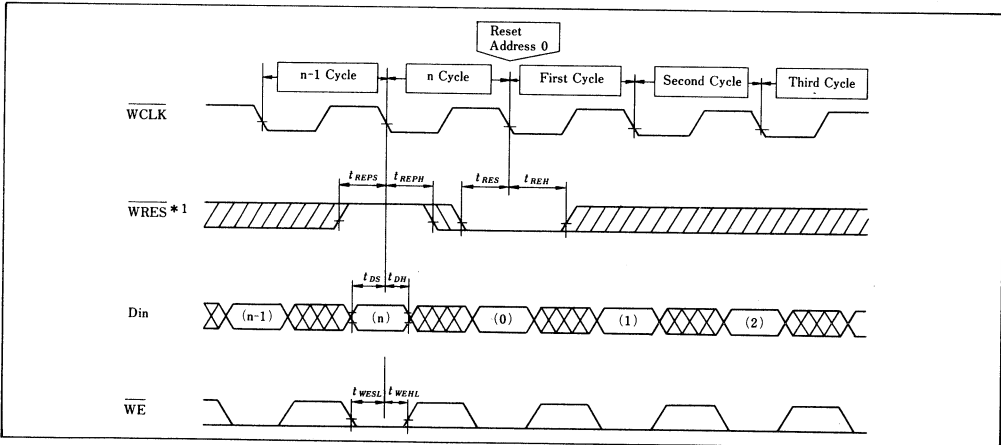 Reset
Address 0
n-1 Cycle
n Cycle
First Cycle
Second Cycle
Third Cycle
WCLK
tREPS
tREPH
tRES
tREH
WRES *1
tDS
tDH
Din
(n-1)
(n)
(0)
(1)
(2)
tWESL
tWEHL
WE